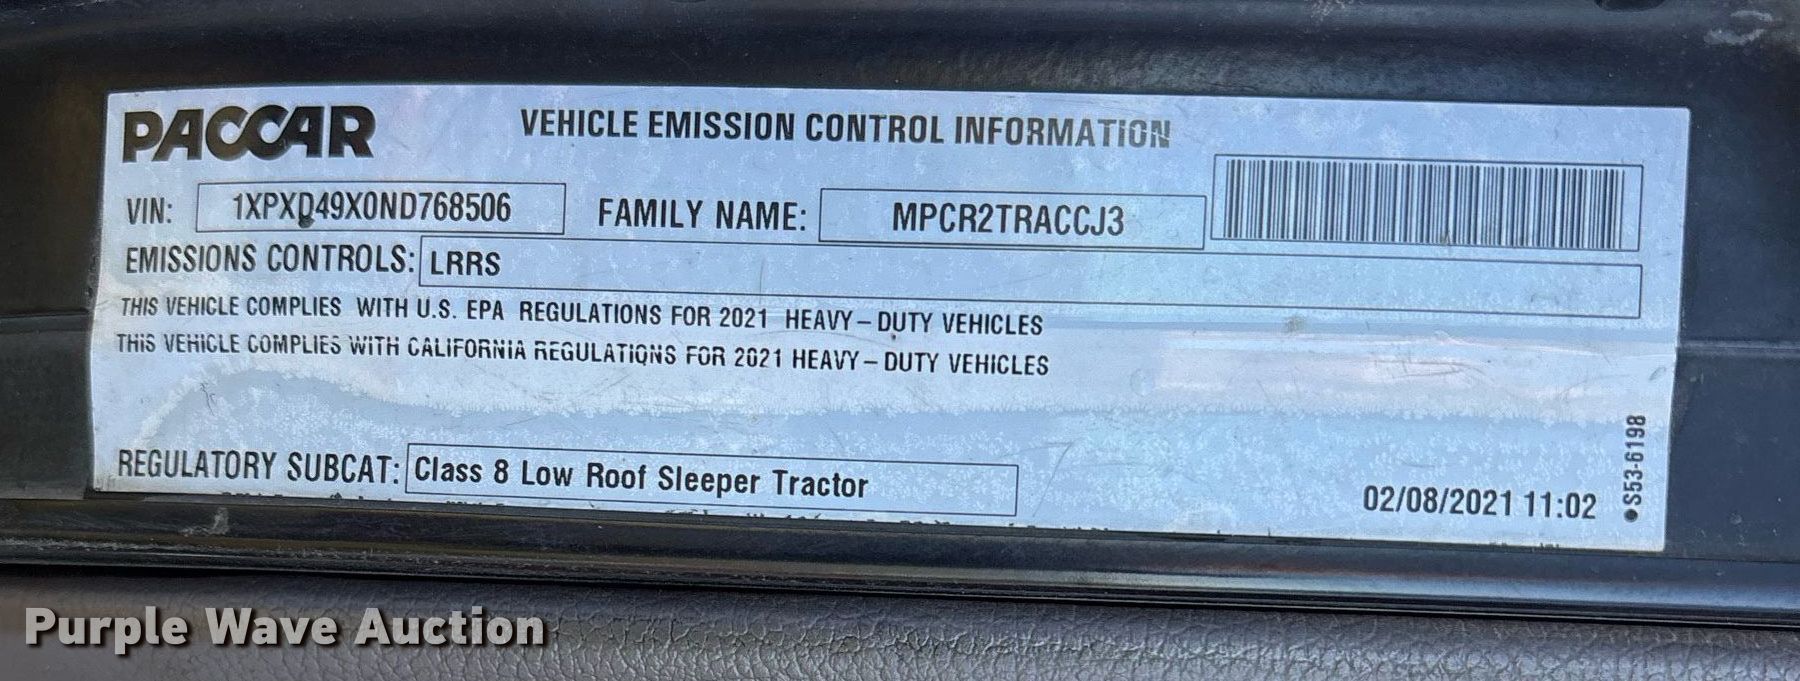 PACCAR
VEHICLE EMISSION CONTROL INFORMATION
VIN: 1XPXD49X0ND768506 FAMILY NAME: MPCR2TRACCJ3
EMISSIONS CONTROLS: LRRS
THIS VEHICLE COMPLIES WITH U.S. EPA REGULATIONS FOR 2021 HEAVY-DUTY VEHICLES
THIS VEHICLE COMPLIES WITH CALIFORNIA REGULATIONS FOR 2021 HEAVY-DUTY VEHICLES
REGULATORY SUBCAT: Class 8 Low Roof Sleeper Tractor
02/08/2021 11:02
●S53-6198
Purple Wave Auction